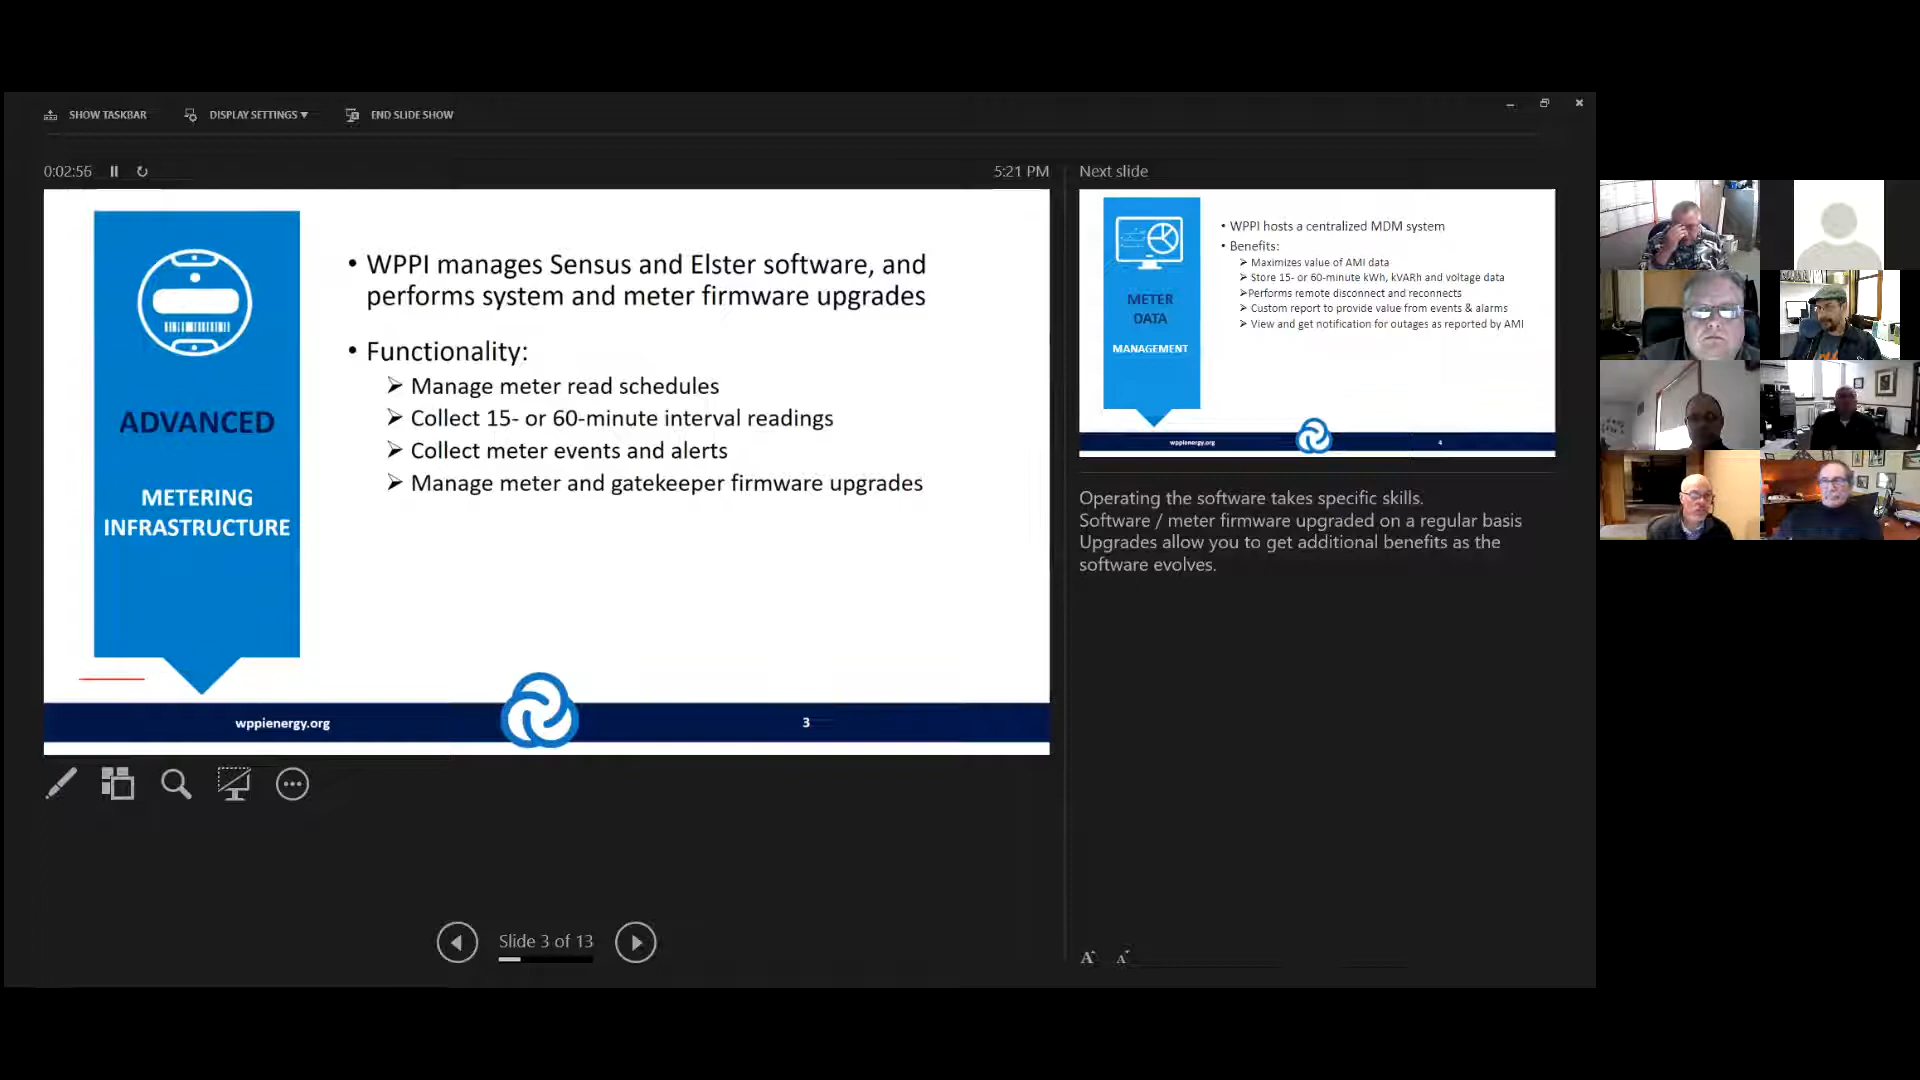 SHOW TASKBAR
DISPLAY SETTINGS ▾
END SLIDE SHOW
0:02:56
5:21 PM
Next slide
ADVANCED
METERING
INFRASTRUCTURE
• WPPI manages Sensus and Elster software, and
performs system and meter firmware upgrades
• Functionality:
➢ Manage meter read schedules
➢ Collect 15- or 60-minute interval readings
➢ Collect meter events and alerts
➢ Manage meter and gatekeeper firmware upgrades
wppienergy.org
3
METER
DATA
MANAGEMENT
• WPPI hosts a centralized MDM system
• Benefits:
➢ Maximizes value of AMI data
➢ Store 15- or 60-minute kWh, kVARh and voltage data
➢Performs remote disconnect and reconnects
➢ Custom report to provide value from events & alarms
➢ View and get notification for outages as reported by AMI
wppienergy.org
4
Operating the software takes specific skills.
Software / meter firmware upgraded on a regular basis
Upgrades allow you to get additional benefits as the
software evolves.
Slide 3 of 13
A A